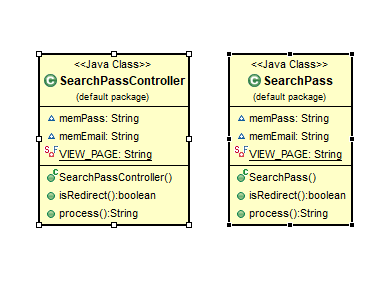 <<Java Class>>
SearchPassController
(default package)
memPass: String
memEmail: String
VIEW_PAGE: String
SearchPassController()
isRedirect():boolean
process():String
<<Java Class>>
SearchPass
(default package)
memPass: String
memEmail: String
VIEW_PAGE: String
SearchPass()
isRedirect():boolean
process():String